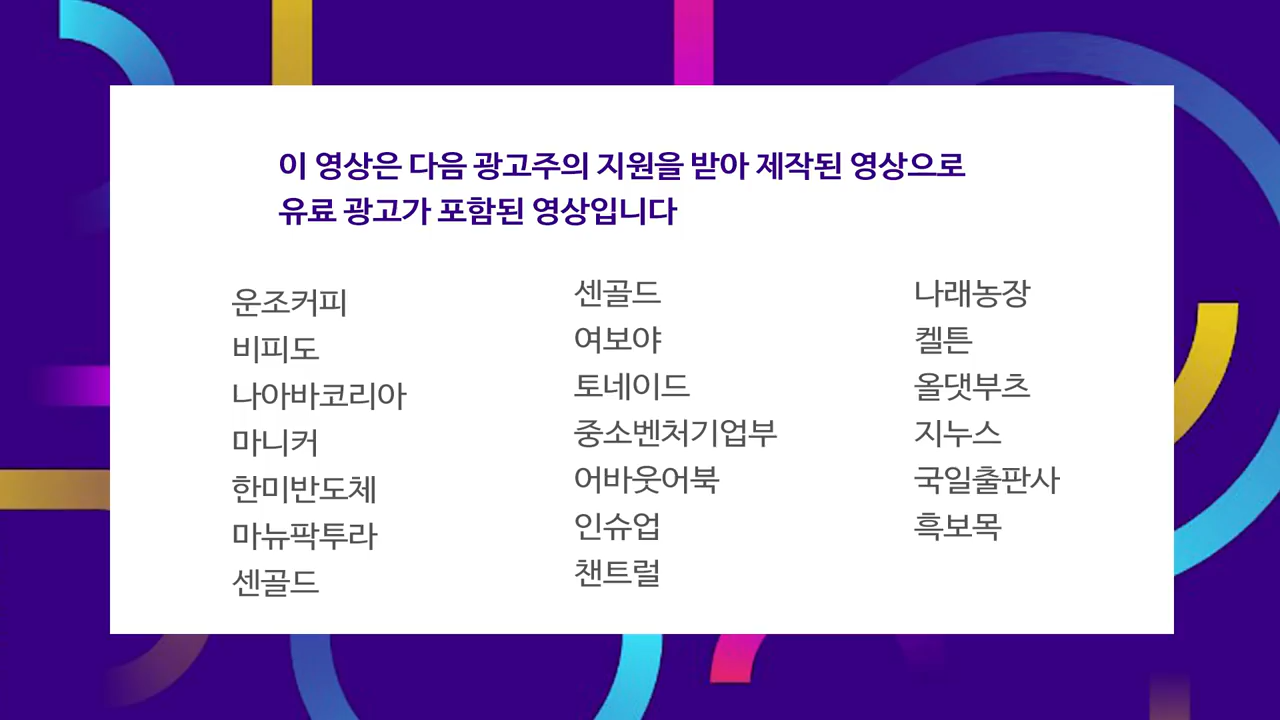 이 영상은 다음 광고주의 지원을 받아 제작된 영상으로
유료 광고가 포함된 영상입니다
운조커피
비피도
나아바코리아
마니커
한미반도체
마뉴팍투라
센골드
센골드
여보야
토네이드
중소벤처기업부
어바웃어북
인슈업
챈트럴
나래농장
켈튼
올댓부츠
지누스
국일출판사
흑보목